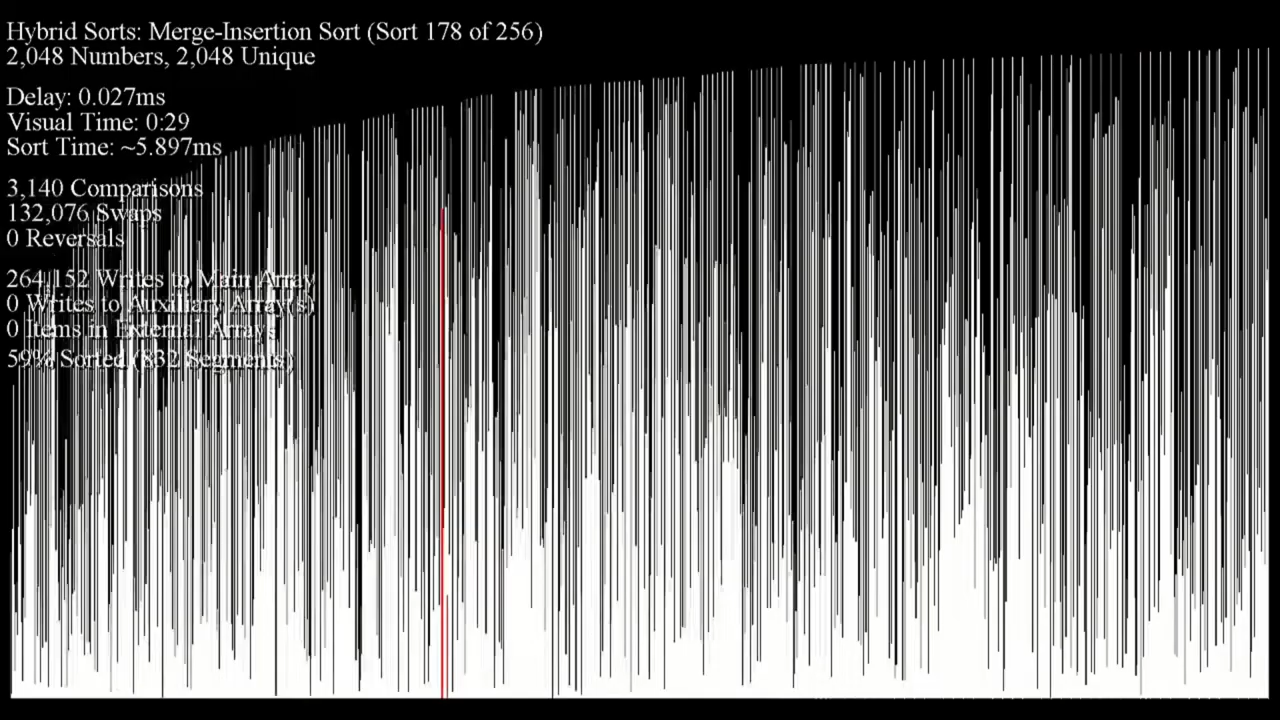 Hybrid Sorts: Merge-Insertion Sort (Sort 178 of 256)
2,048 Numbers, 2,048 Unique
Delay: 0.027ms
Visual Time: 0:29
Sort Time: ~5.897ms
3,140 Comparisons
132,076 Swaps
0 Reversals
264,152 Writes to Main Array
0 Writes to Auxiliary Array(s)
0 Items in External Arrays
59% Sorted (832 Segments)